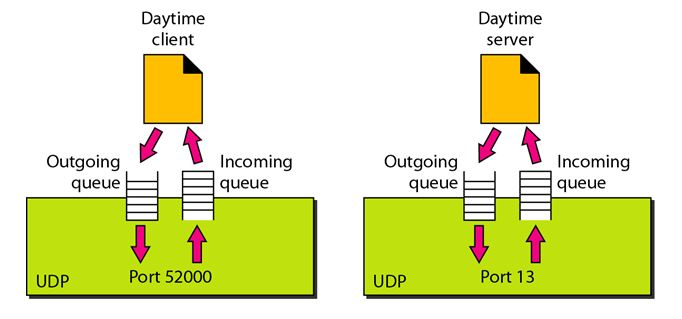 Daytime
client
Outgoing
queue
Incoming
queue
UDP
Port 52000
Daytime
server
Outgoing
queue
Incoming
queue
UDP
Port 13